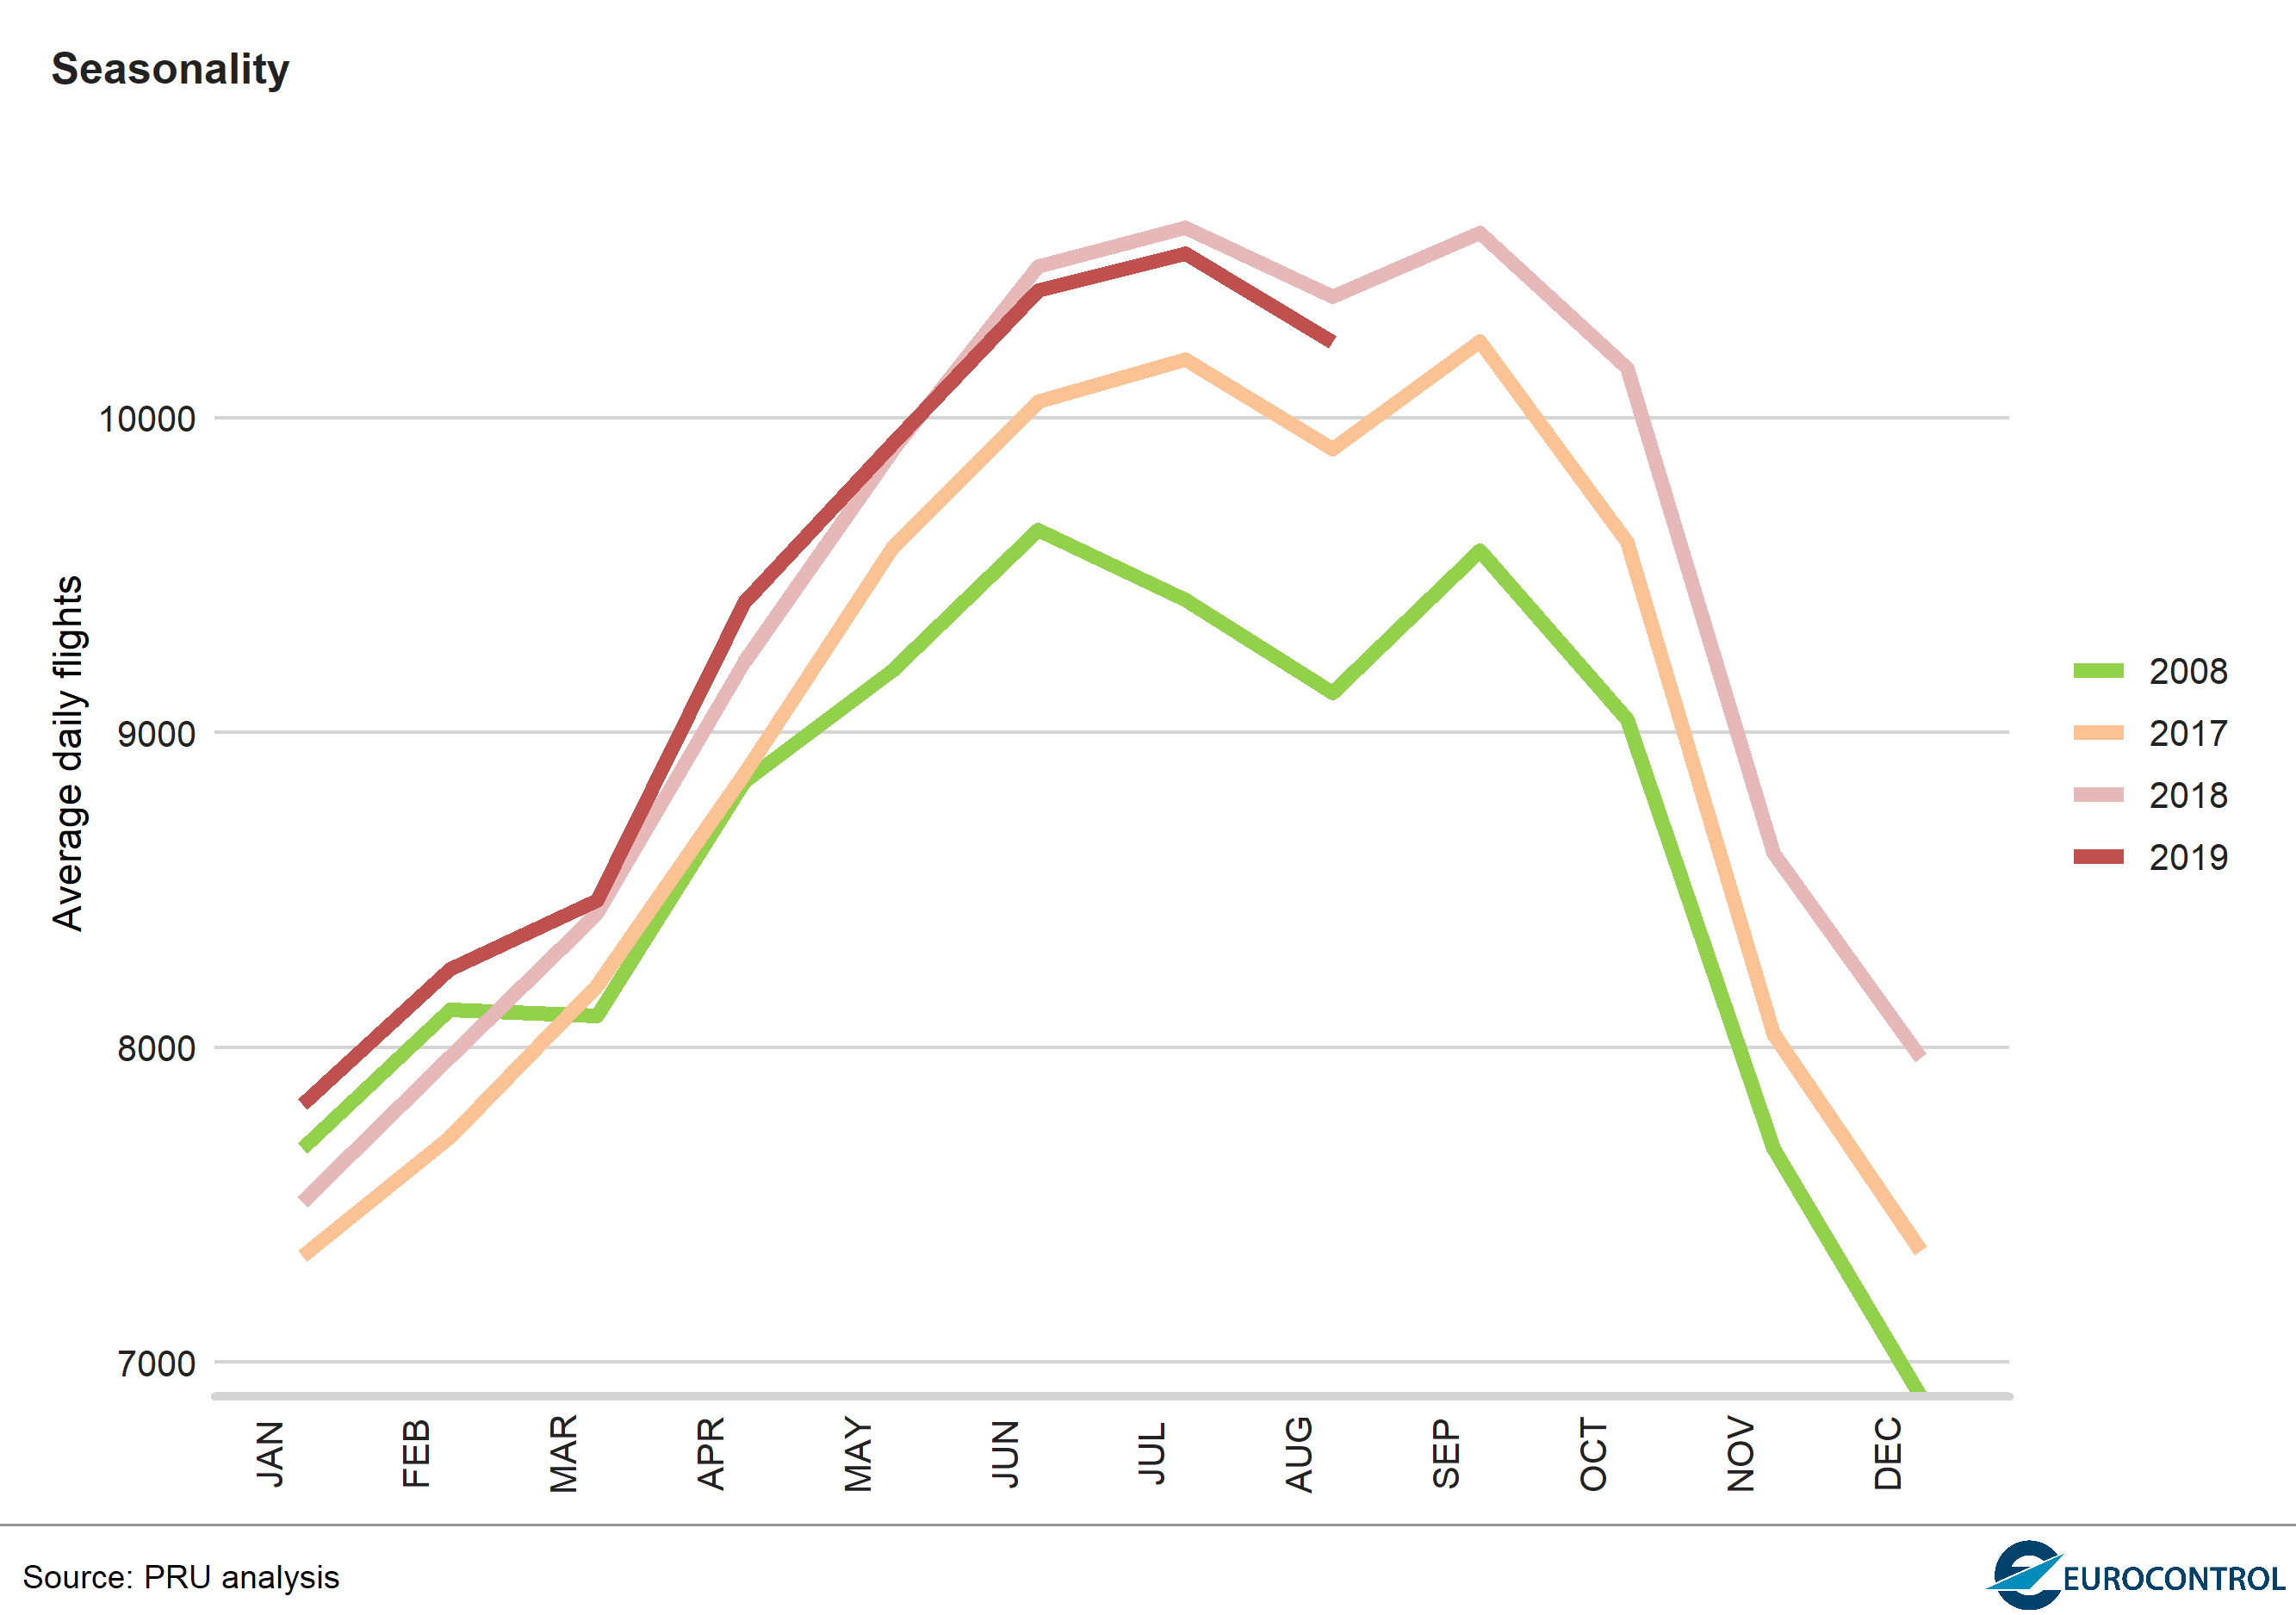 Seasonality
Average daily flights
10000
9000
8000
7000
JAN
FEB
MAR
APR
MAY
JUN
JUL
AUG
SEP
OCT
NOV
DEC
2008
2017
2018
2019
Source: PRU analysis
EUROCONTROL